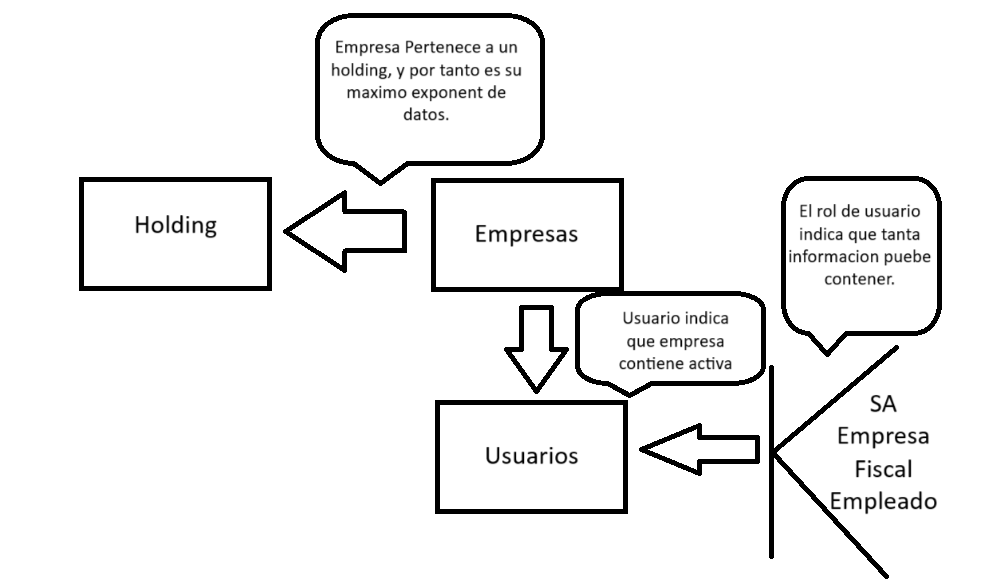 Empresa Pertenece a un
holding, y por tanto es su
maximo exponent de
datos.
Holding
Empresas
El rol de usuario
indica que tanta
informacion puebe
contener.
Usuario indica
que empresa
contiene activa
Usuarios
SA
Empresa
Fiscal
Empleado